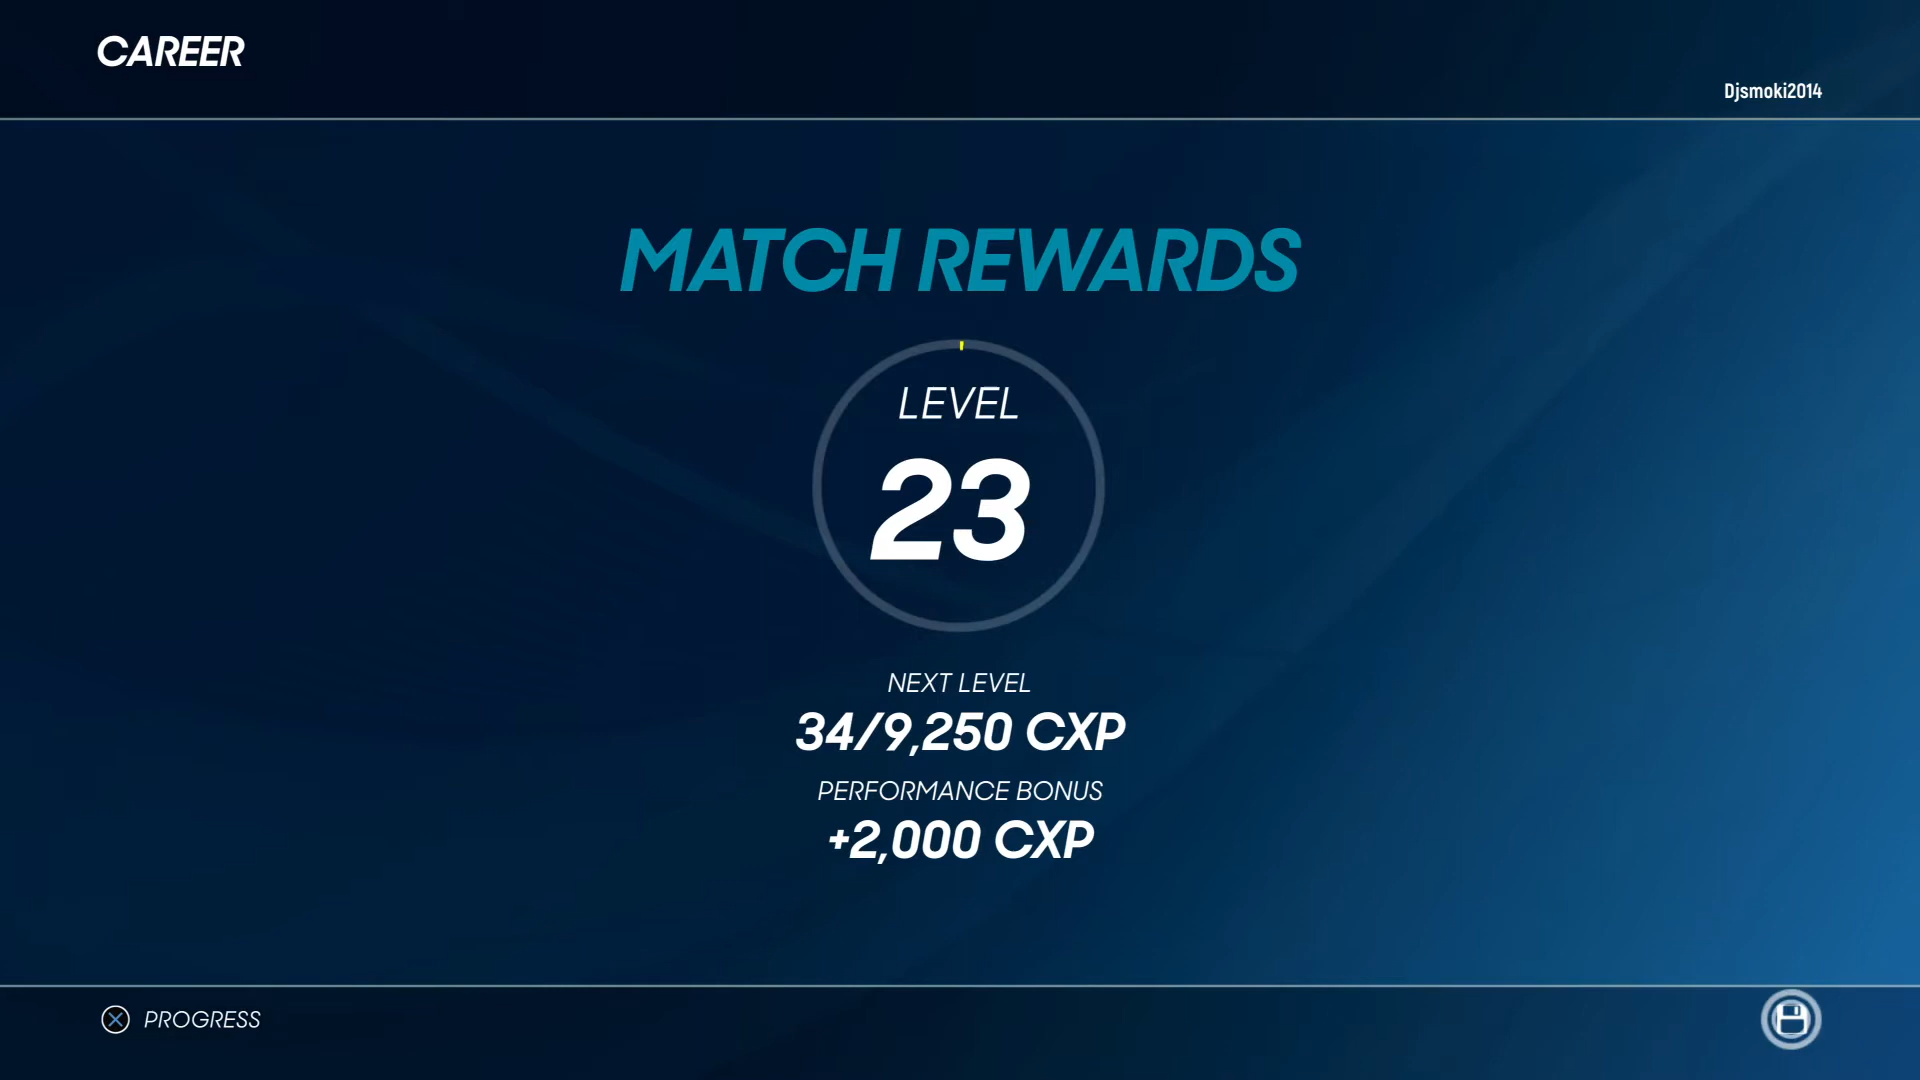 CAREER
Djsmoki2014
MATCH REWARDS
LEVEL
23
NEXT LEVEL
34/9,250 CXP
PERFORMANCE BONUS
+2,000 CXP
PROGRESS